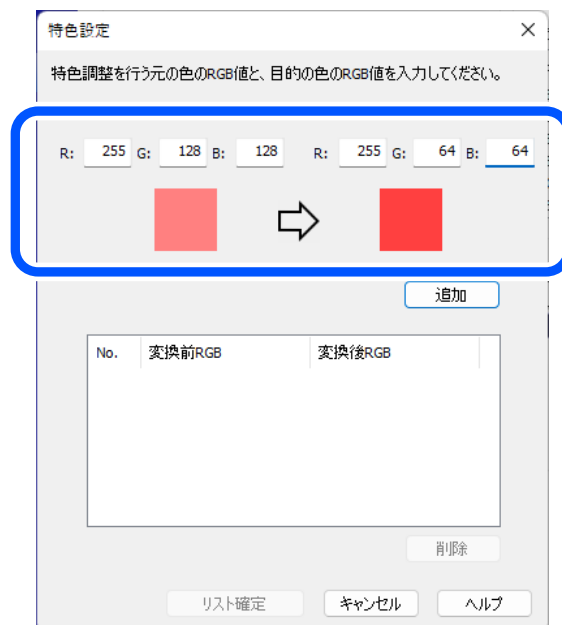 特色設定
特色調整を行う元の色のRGB値と、目的の色のRGB値を入力してください。
R: 255 G: 128 B: 128 R: 255 G: 64 B: 64
追加
No. 変換前RGB 変換後RGB
削除
リスト確定 キャンセル ヘルプ